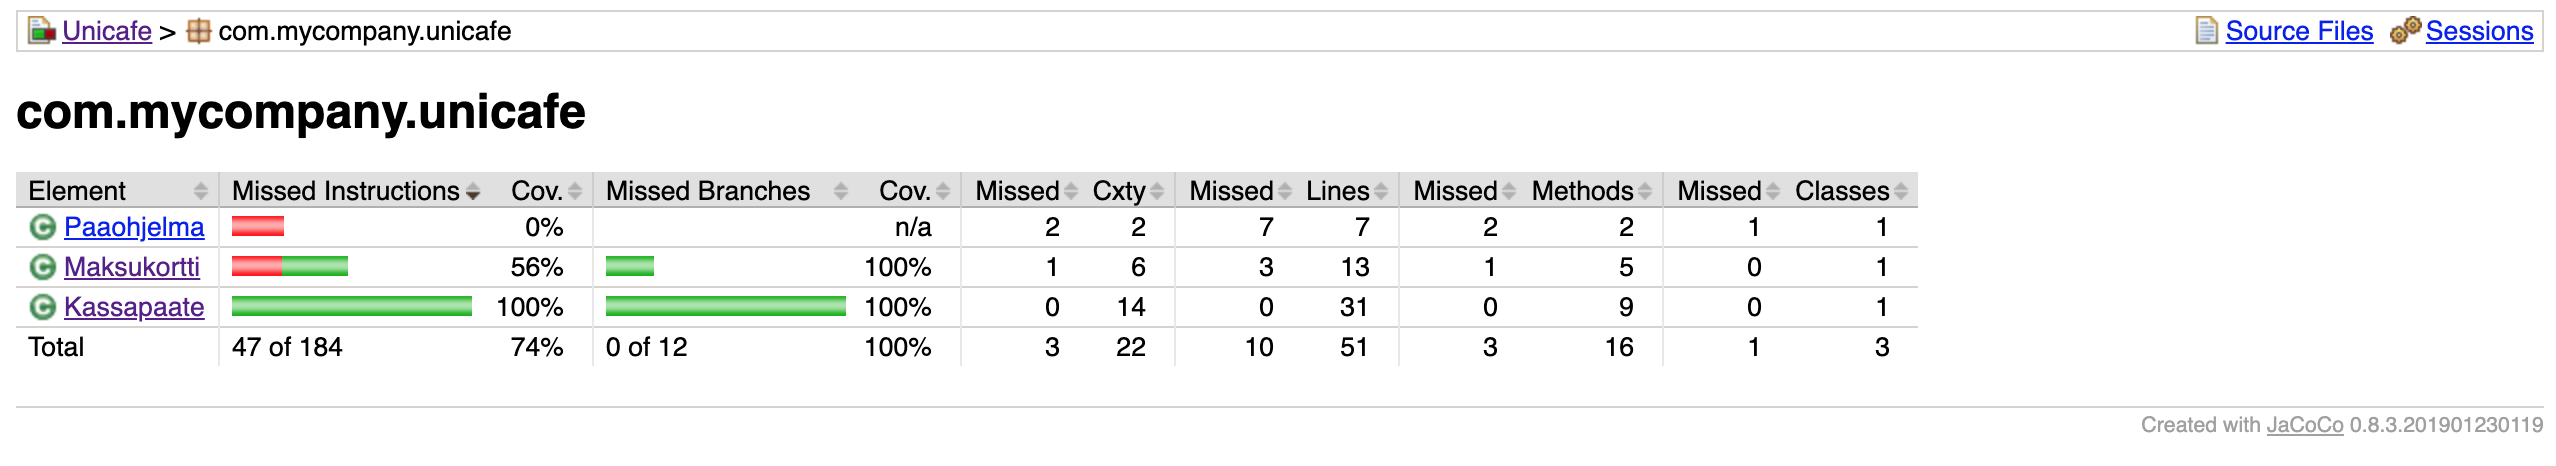 Unicafe > com.mycompany.unicafe Source Files Sessions
com.mycompany.unicafe
Element Missed Instructions Cov. Missed Branches Cov. Missed Cxty Missed Lines Missed Methods Missed Classes
Paaohjelma 0% n/a 2 2 7 7 2 2 1 1
Maksukortti 56% 100% 1 6 3 13 1 5 0 1
Kassapaate 100% 100% 0 14 0 31 0 9 0 1
Total 47 of 184 74% 0 of 12 100% 3 22 10 51 3 16 1 3
Created with JaCoCo 0.8.3.201901230119